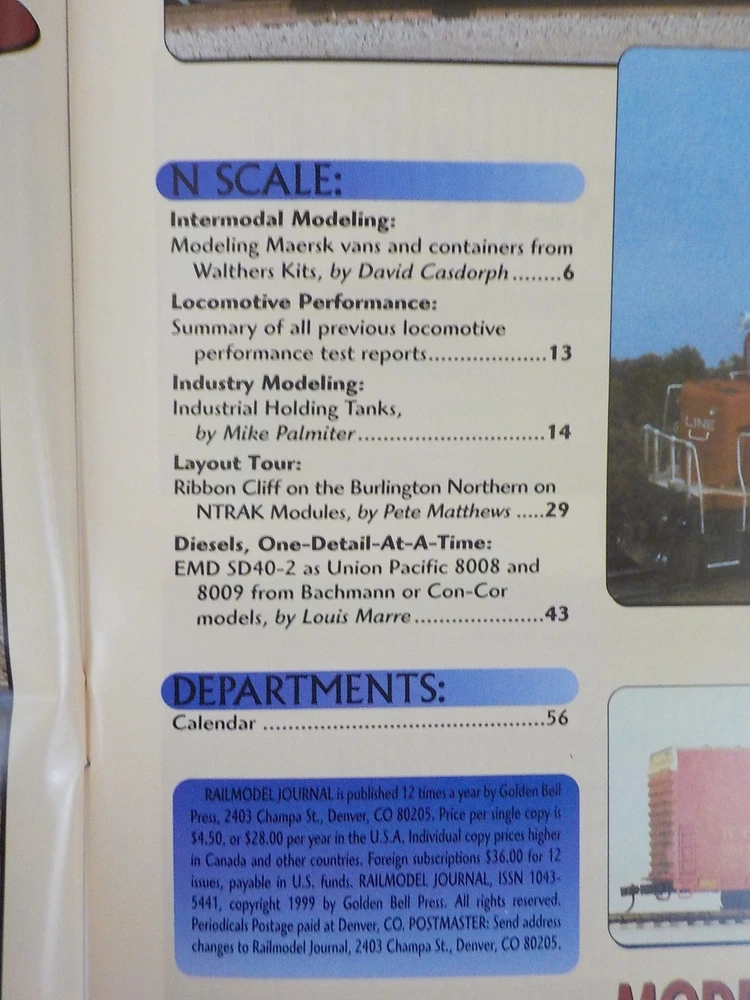 N SCALE:
Intermodal Modeling:
Modeling Maersk vans and containers from
Walthers Kits, by David Casdorph........6
Locomotive Performance:
Summary of all previous locomotive
performance test reports...................13
Industry Modeling:
Industrial Holding Tanks,
by Mike Palmiter..............................14
Layout Tour:
Ribbon Cliff on the Burlington Northern on
NTRAK Modules, by Pete Matthews .....29
Diesels, One-Detail-At-A-Time:
EMD SD40-2 as Union Pacific 8008 and
8009 from Bachmann or Con-Cor
models, by Louis Marre.....................43
DEPARTMENTS:
Calendar ............................................56
RAILMODEL JOURNAL is published 12 times a year by Golden Bell
Press, 2403 Champa St., Denver, CO 80205. Price per single copy is
$4.50, or $28.00 per year in the U.S.A. Individual copy prices higher
in Canada and other countries. Foreign subscriptions $36.00 for 12
issues, payable in U.S. funds. RAILMODEL JOURNAL, ISSN 1043-
5441, copyright 1999 by Golden Bell Press. All rights reserved.
Periodicals Postage paid at Denver, CO. POSTMASTER: Send address
changes to Railmodel Journal, 2403 Champa St., Denver, CO 80205.
LINE